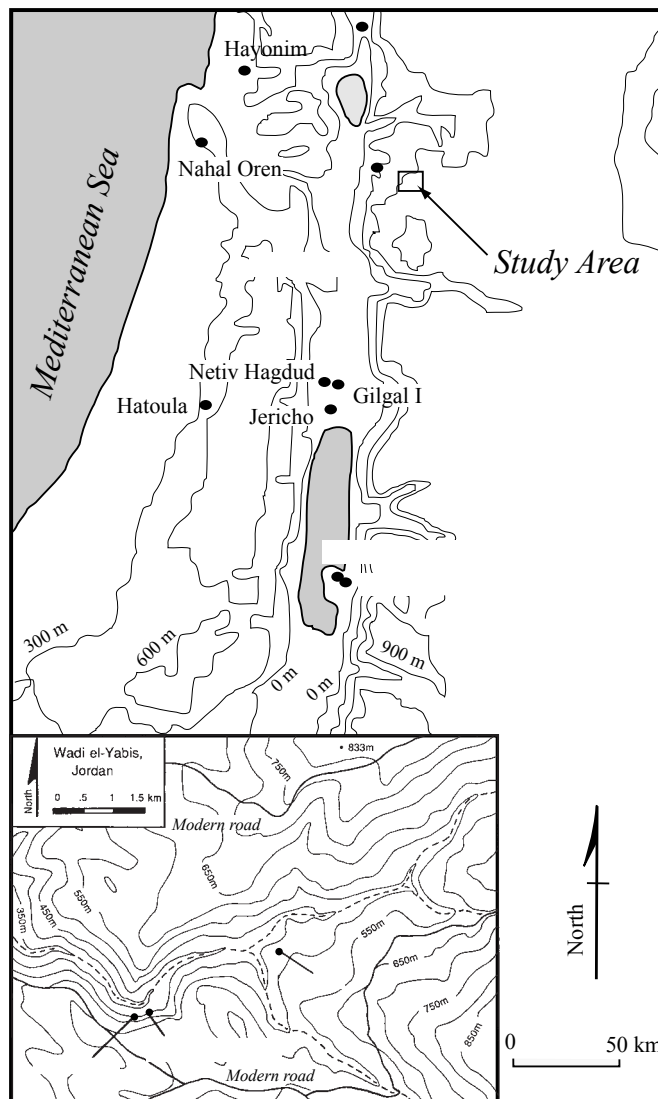 Hayonim
Nahal Oren
Mediterranean Sea
Study Area
Netiv Hagdud
Gilgal I
Hatoula
Jericho
300 m
600 m
0 m
0 m
900 m
Wadi el-Yabis,
Jordan
North
0 .5 1 1.5 km
833m
750m
Modern road
650m
550m
450m
350m
550m
650m
750m
850m
Modern road
North
0 50 km